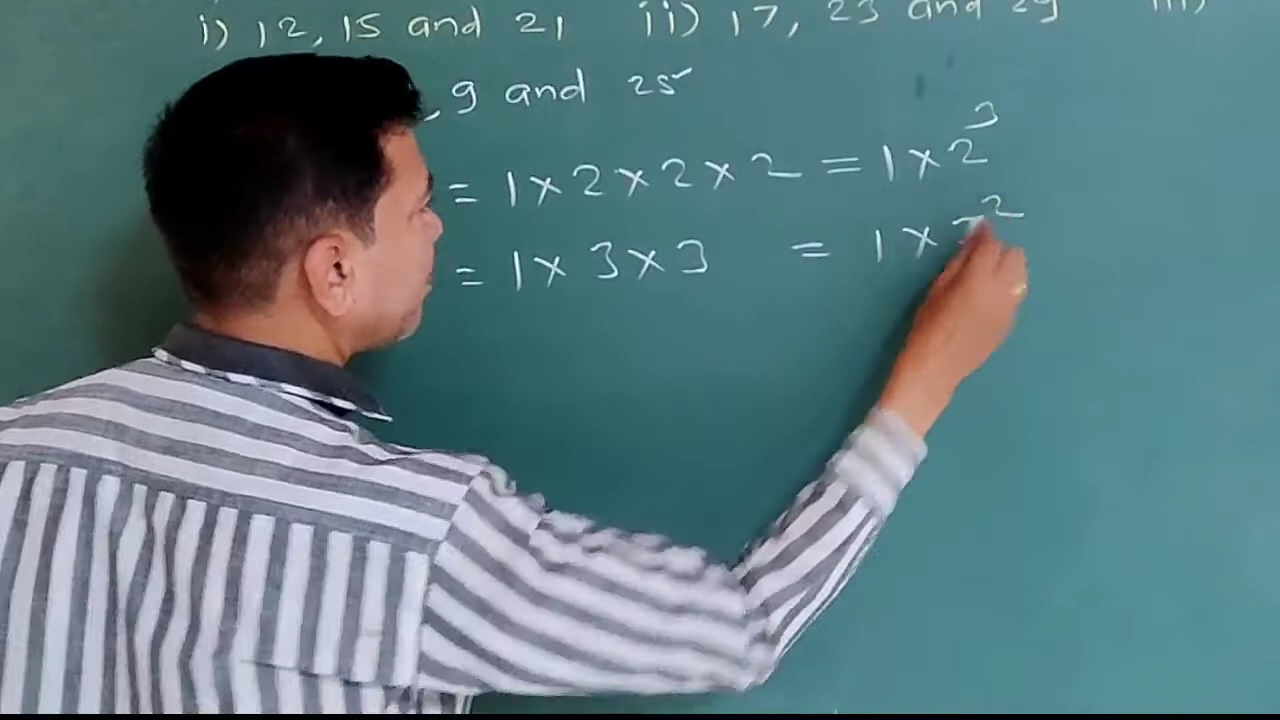 i) 12, 15 and 21 ii) 17, 23 and 29 iii)
, 9 and 25
= 1 × 2 × 2 × 2 = 1 × 2³
= 1 × 3 × 3 = 1 × ²